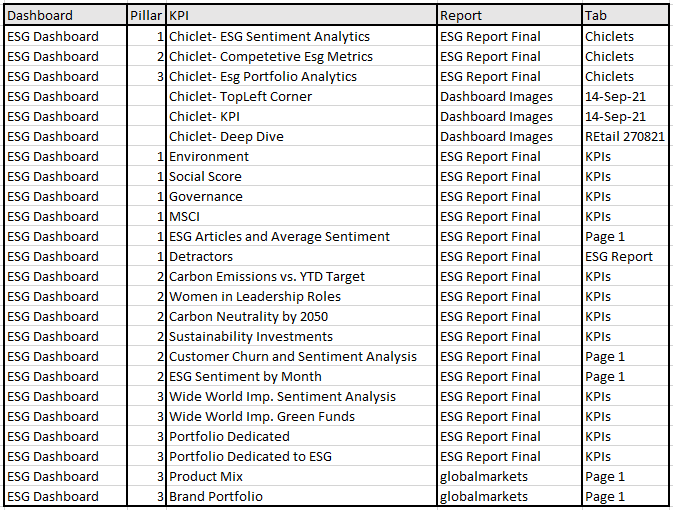 Dashboard Pillar KPI Report Tab
ESG Dashboard 1 Chiclet- ESG Sentiment Analytics ESG Report Final Chiclets
ESG Dashboard 2 Chiclet- Competetive Esg Metrics ESG Report Final Chiclets
ESG Dashboard 3 Chiclet- Esg Portfolio Analytics ESG Report Final Chiclets
ESG Dashboard Chiclet- TopLeft Corner Dashboard Images 14-Sep-21
ESG Dashboard Chiclet- KPI Dashboard Images 14-Sep-21
ESG Dashboard Chiclet- Deep Dive Dashboard Images REtail 270821
ESG Dashboard 1 Environment ESG Report Final KPIs
ESG Dashboard 1 Social Score ESG Report Final KPIs
ESG Dashboard 1 Governance ESG Report Final KPIs
ESG Dashboard 1 MSCI ESG Report Final KPIs
ESG Dashboard 1 ESG Articles and Average Sentiment ESG Report Final Page 1
ESG Dashboard 1 Detractors ESG Report Final ESG Report
ESG Dashboard 2 Carbon Emissions vs. YTD Target ESG Report Final KPIs
ESG Dashboard 2 Women in Leadership Roles ESG Report Final KPIs
ESG Dashboard 2 Carbon Neutrality by 2050 ESG Report Final KPIs
ESG Dashboard 2 Sustainability Investments ESG Report Final KPIs
ESG Dashboard 2 Customer Churn and Sentiment Analysis ESG Report Final Page 1
ESG Dashboard 2 ESG Sentiment by Month ESG Report Final Page 1
ESG Dashboard 3 Wide World Imp. Sentiment Analysis ESG Report Final KPIs
ESG Dashboard 3 Wide World Imp. Green Funds ESG Report Final KPIs
ESG Dashboard 3 Portfolio Dedicated ESG Report Final KPIs
ESG Dashboard 3 Portfolio Dedicated to ESG ESG Report Final KPIs
ESG Dashboard 3 Product Mix globalmarkets Page 1
ESG Dashboard 3 Brand Portfolio globalmarkets Page 1